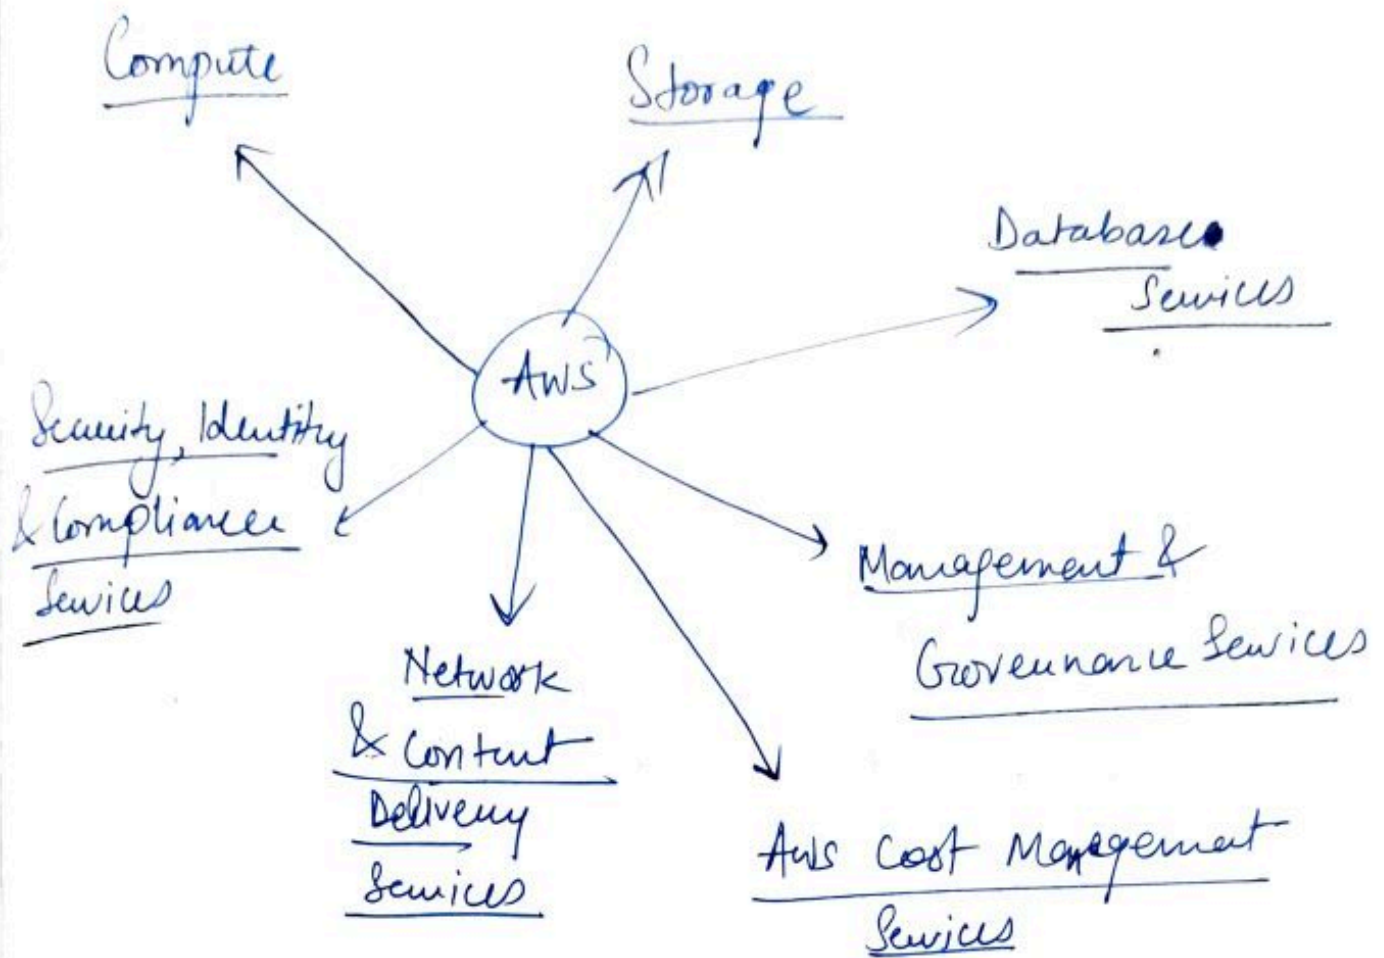 Compute
Storage
Database
Services
AWS
Security, Identity
& Compliance
Services
Management &
Governance Services
Network
& Content
Delivery
Services
AWS Cost Management
Services